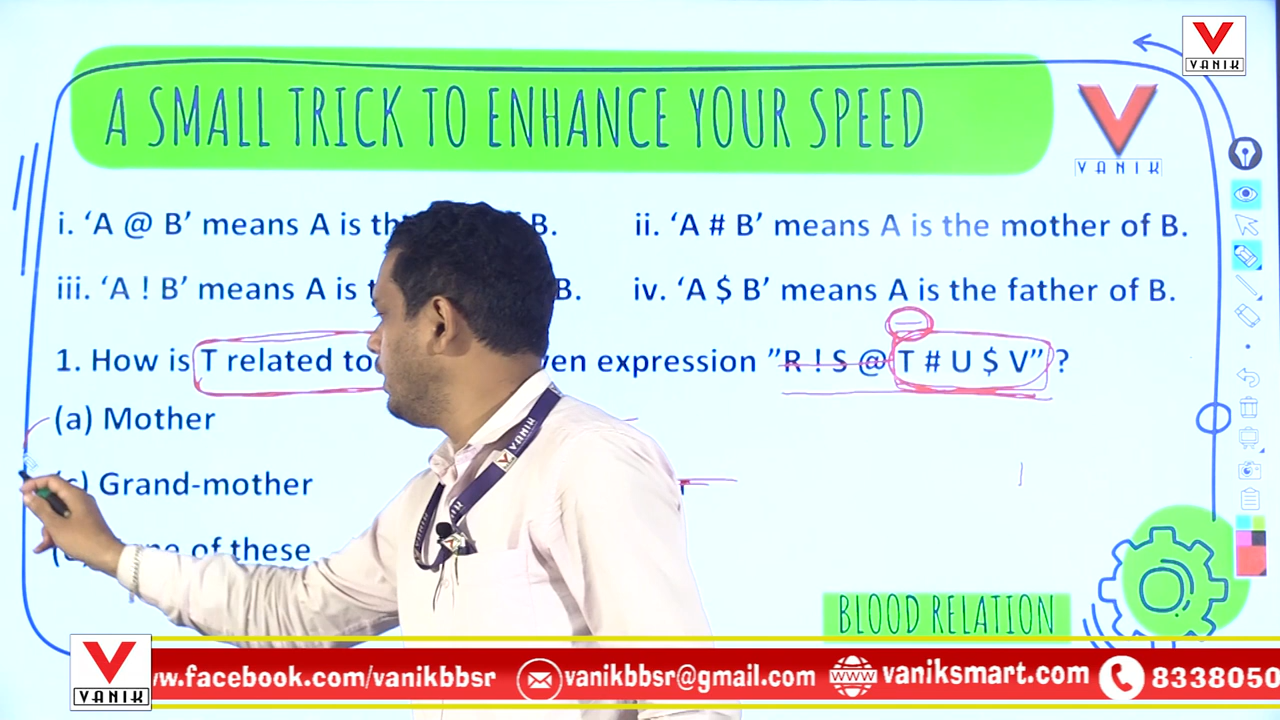 VANIK
A SMALL TRICK TO ENHANCE YOUR SPEED
VANIK
i. ‘A @ B’ means A is B. ii. ‘A # B’ means A is the mother of B.
iii. ‘A ! B’ means A is B. iv. ‘A $ B’ means A is the father of B.
1. How is T related to expression ”R ! S @ T # U $ V” ?
(a) Mother
(c) Grand-mother
of these
VANIK
BLOOD RELATION
VANIK
www.facebook.com/vanikbbsr vanikbbsr@gmail.com vaniksmart.com 8338050